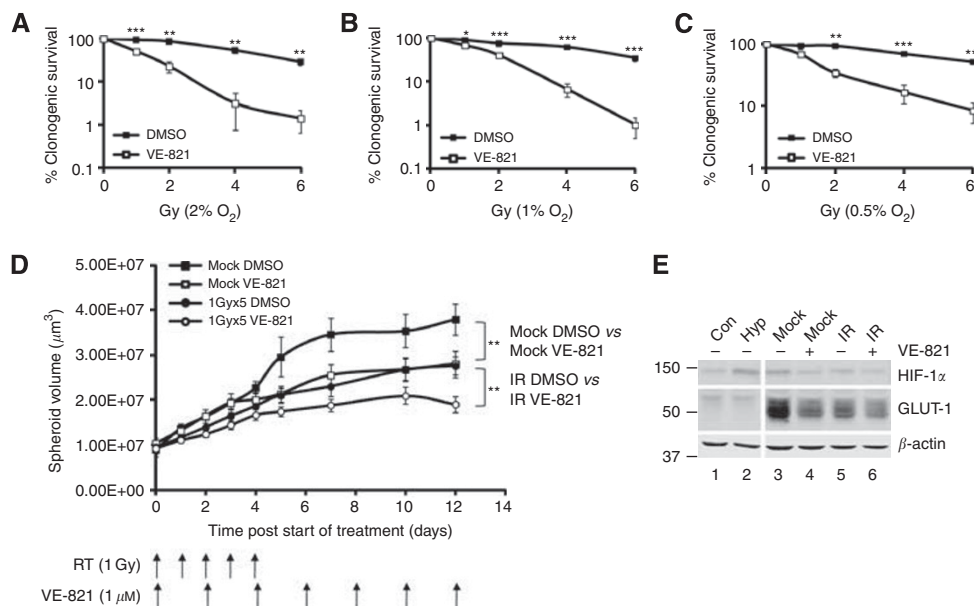 A
% Clonogenic survival
100
10
1
0.1
*** ** ** **
DMSO
VE-821
0 2 4 6
Gy (2% O2)
B
% Clonogenic survival
100
10
1
0.1
* *** *** ***
DMSO
VE-821
0 2 4 6
Gy (1% O2)
C
% Clonogenic survival
100
10
1
** *** **
DMSO
VE-821
0 2 4 6
Gy (0.5% O2)
D
Spheroid volume (μm³)
5.00E+07
4.00E+07
3.00E+07
2.00E+07
1.00E+07
0.00E+00
Mock DMSO
Mock VE-821
1Gyx5 DMSO
1Gyx5 VE-821
** Mock DMSO vs
Mock VE-821
** IR DMSO vs
IR VE-821
0 2 4 6 8 10 12 14
Time post start of treatment (days)
RT (1 Gy)
VE-821 (1 μM)
E
Con Hyp Mock Mock IR IR
– – – + – + VE-821
150 HIF-1α
50 GLUT-1
β-actin
37
1 2 3 4 5 6